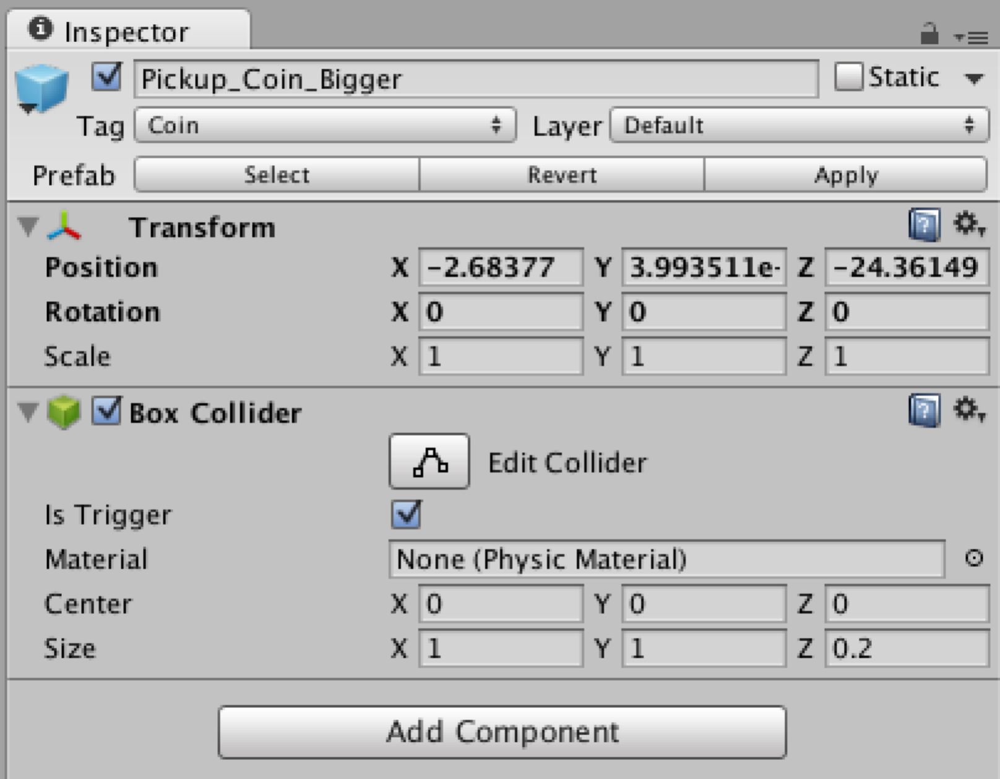 Inspector
Pickup_Coin_Bigger Static
Tag Coin Layer Default
Prefab Select Revert Apply
Transform
Position X -2.68377 Y 3.993511e- Z -24.36149
Rotation X 0 Y 0 Z 0
Scale X 1 Y 1 Z 1
Box Collider
Edit Collider
Is Trigger
Material None (Physic Material)
Center X 0 Y 0 Z 0
Size X 1 Y 1 Z 0.2
Add Component